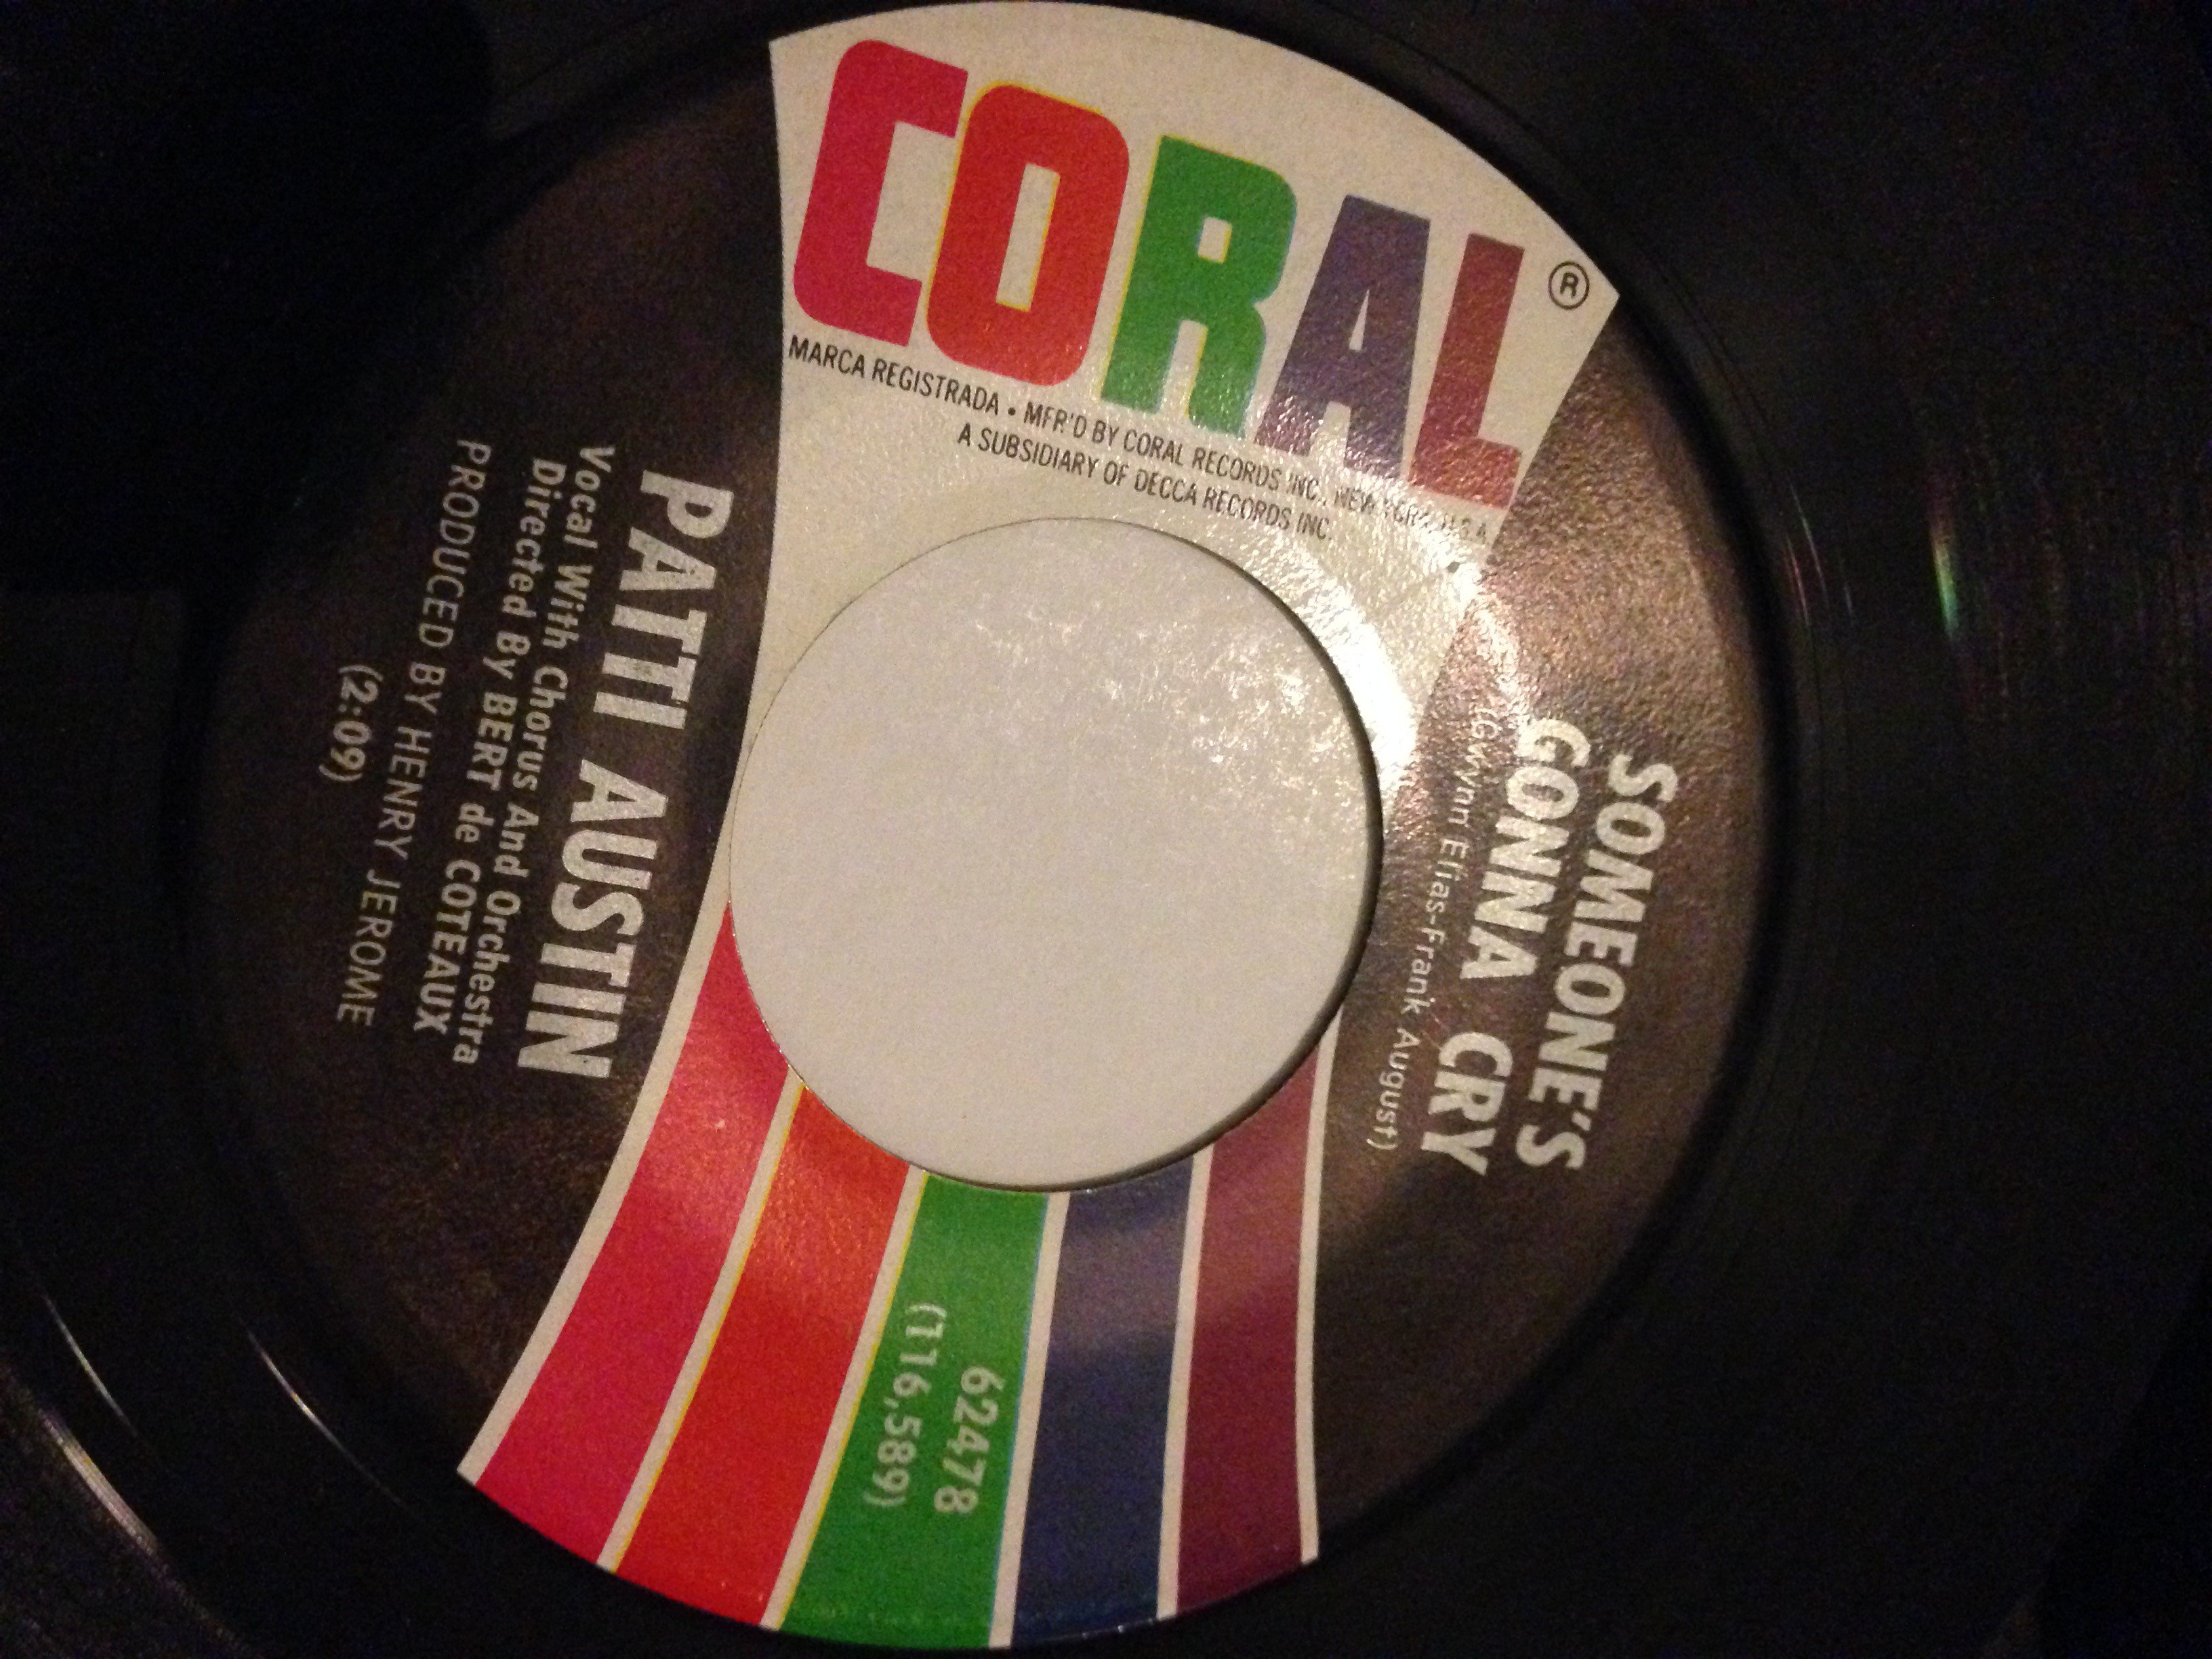 CORAL ®
MARCA REGISTRADA • MFR'D BY CORAL RECORDS INC., NEW YORK, U.S.A.
A SUBSIDIARY OF DECCA RECORDS INC.
SOMEONE'S
GONNA CRY
Elias-Frank August)
62478
(116,589)
PATTI AUSTIN
Vocal With Chorus And Orchestra
Directed By BERT de COTEAUX
PRODUCED BY HENRY JEROME
(2:09)